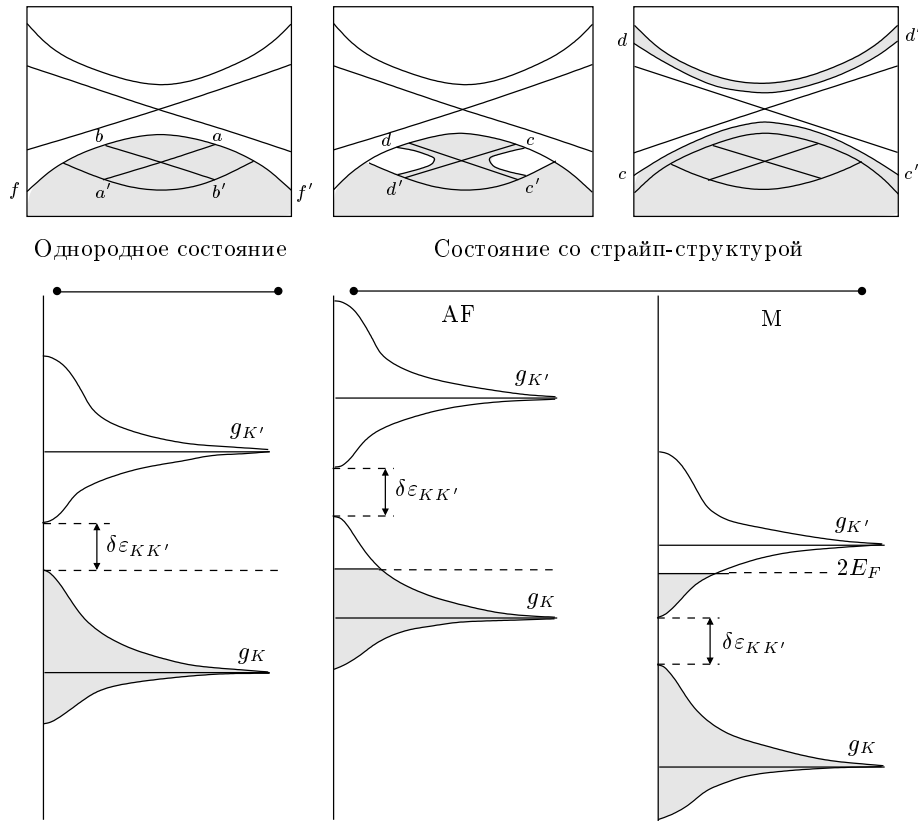 b a
f a′ b′ f′
d c
d′ c′
d d′
c c′
Однородное состояние
Состояние со страйп-структурой
AF
M
g_{K′}
δε_{KK′}
g_K
g_{K′}
δε_{KK′}
g_K
g_{K′}
2E_F
δε_{KK′}
g_K